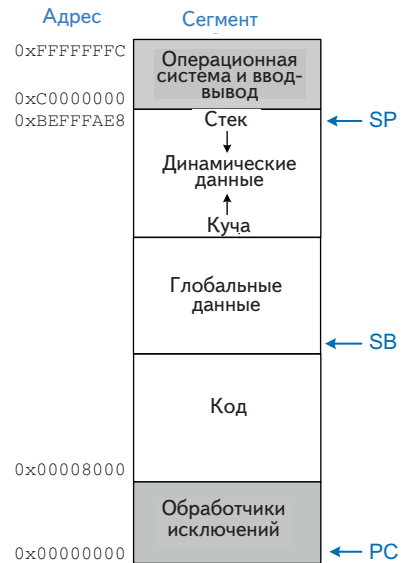 Адрес Сегмент
0xFFFFFFFC
Операционная
система и ввод-
вывод
0xC0000000
0xBEFFFAE8
Стек
SP
Динамические
данные
Куча
Глобальные
данные
SB
Код
0x00008000
Обработчики
исключений
0x00000000
PC